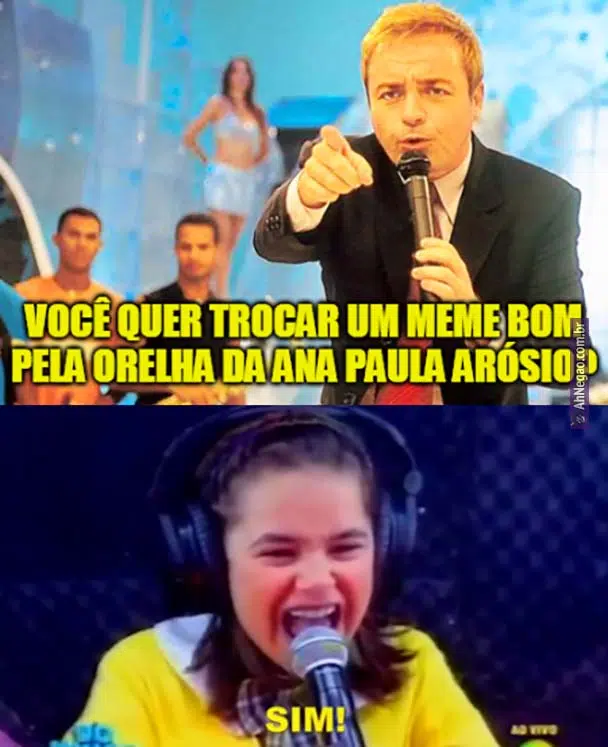 VOCÊ QUER TROCAR UM MEME BOM
PELA ORELHA DA ANA PAULA ARÓSIO?
AhNegao.com.br
SIM!
AO VIVO